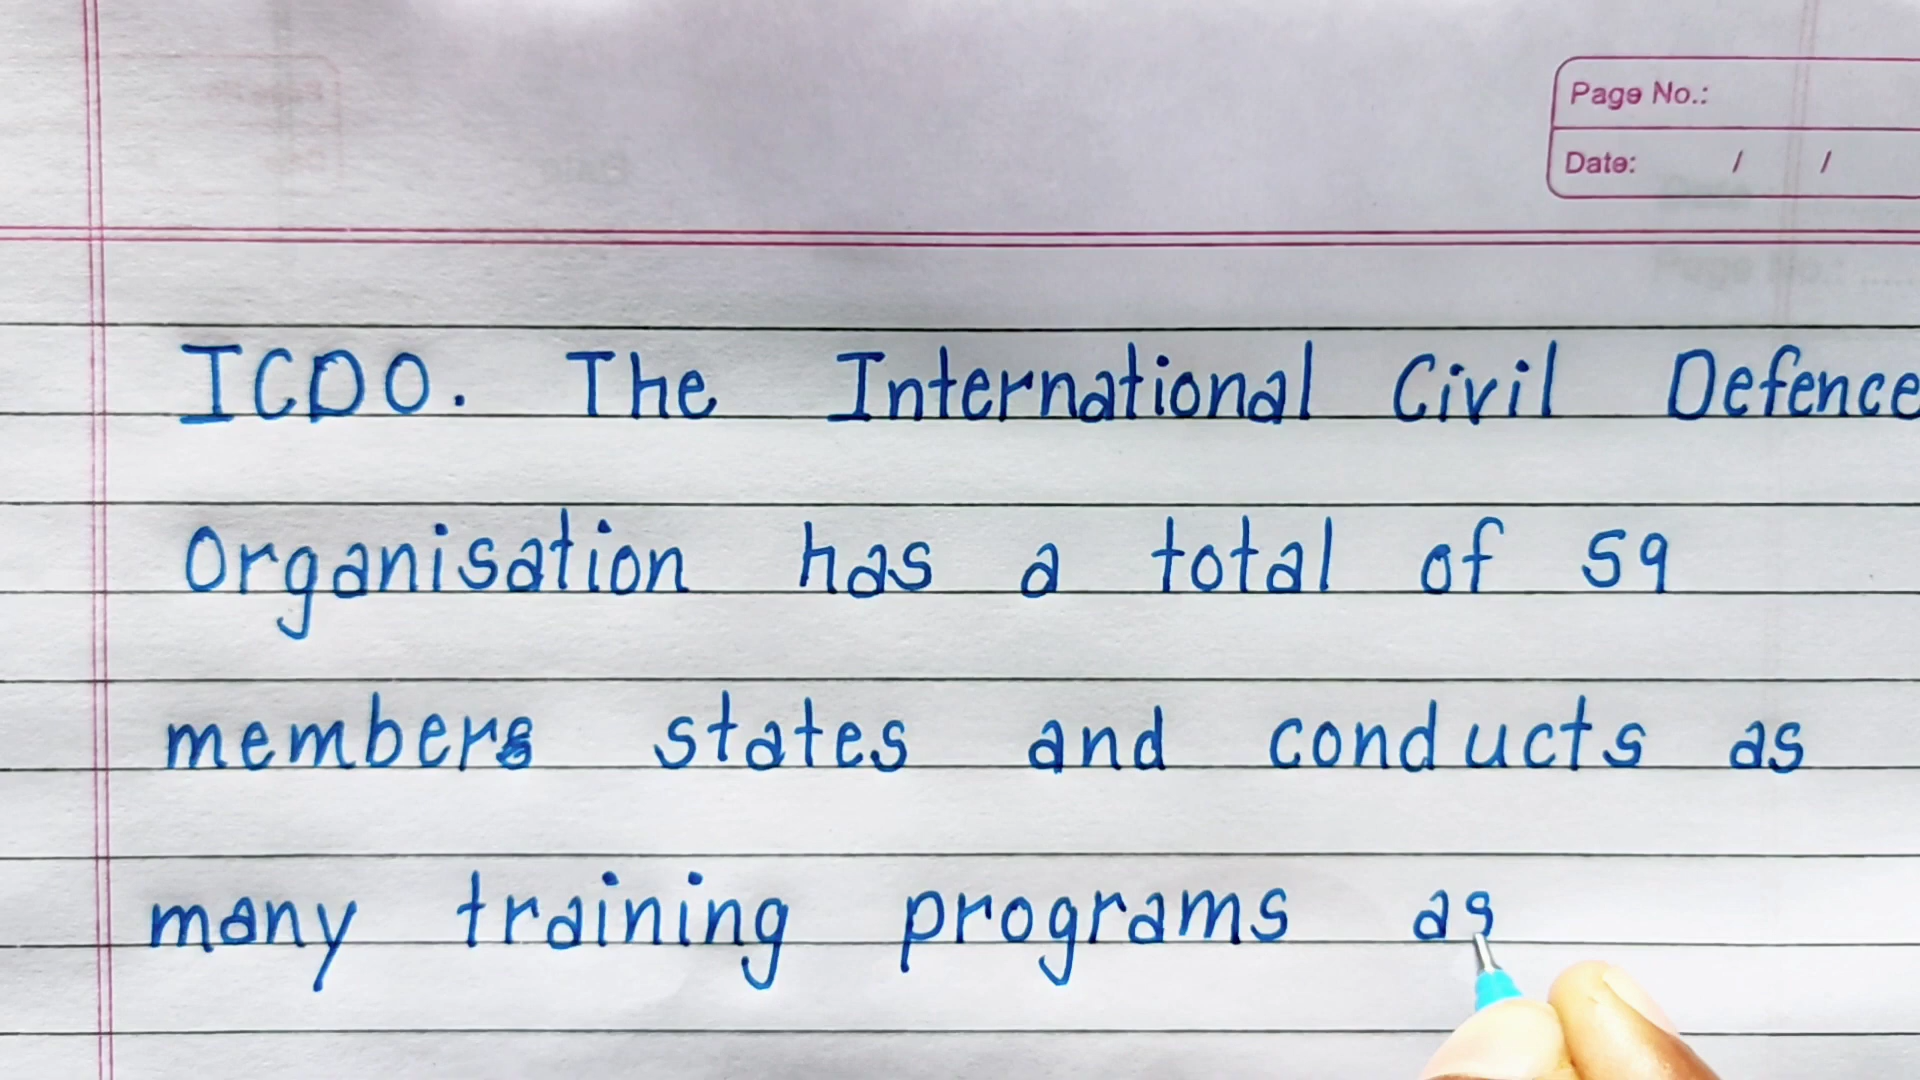 Page No.:
Date: / /
ICDO. The International Civil Defence
Organisation has a total of 59
members states and conducts as
many training programs as